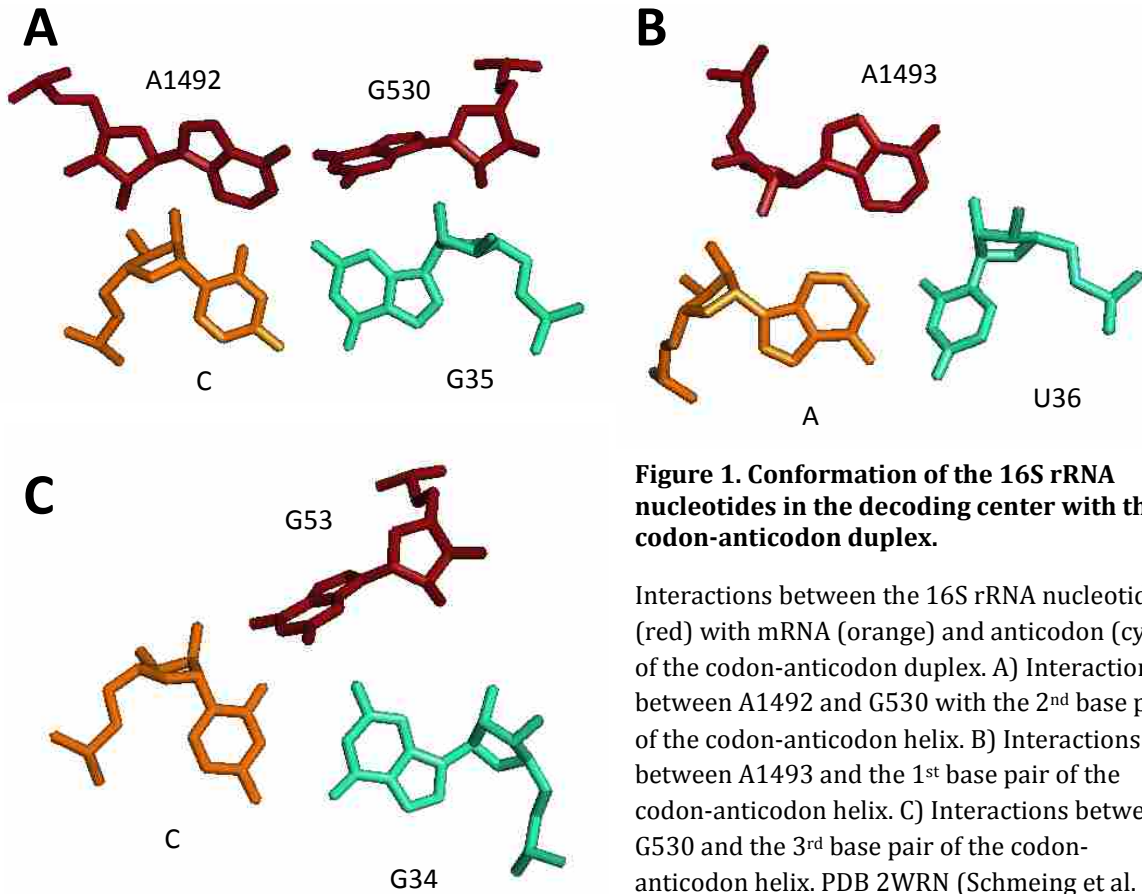 A
B
A1492
G530
A1493
C
G35
A
U36
C
G53
C
G34
Figure 1. Conformation of the 16S rRNA
nucleotides in the decoding center with th
codon-anticodon duplex.
Interactions between the 16S rRNA nucleotid
(red) with mRNA (orange) and anticodon (cy
of the codon-anticodon duplex. A) Interaction
between A1492 and G530 with the 2nd base p
of the codon-anticodon helix. B) Interactions
between A1493 and the 1st base pair of the
codon-anticodon helix. C) Interactions betwe
G530 and the 3rd base pair of the codon-
anticodon helix. PDB 2WRN (Schmeing et al.